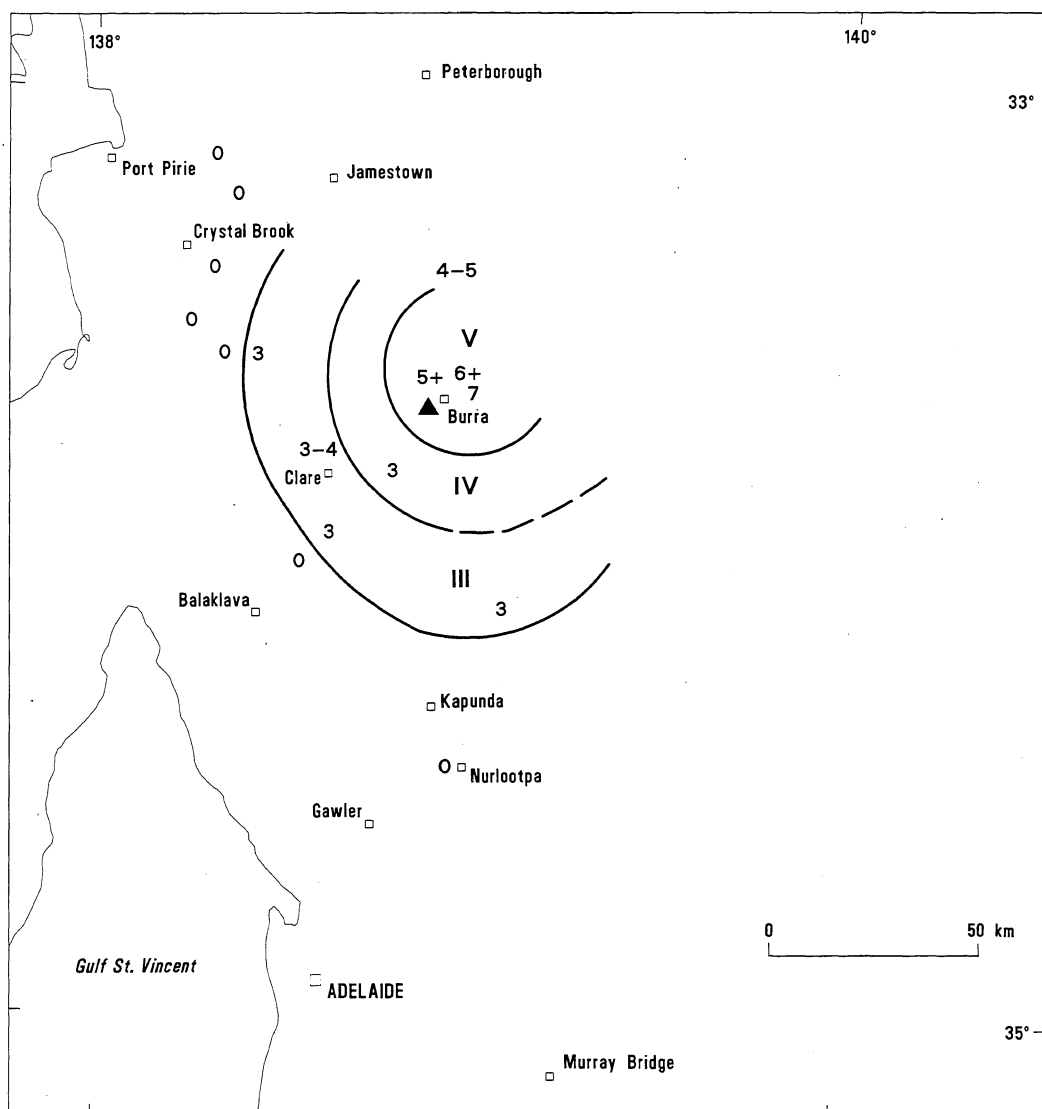 138°
140°
Peterborough
33°
Port Pirie
0
Jamestown
0
Crystal Brook
0
4–5
0
V
0
3
5+
6+
7
Burra
3–4
Clare
3
IV
3
0
III
Balaklava
3
Kapunda
0
Nurlootpa
Gawler
0
50 km
Gulf St. Vincent
ADELAIDE
35°
Murray Bridge